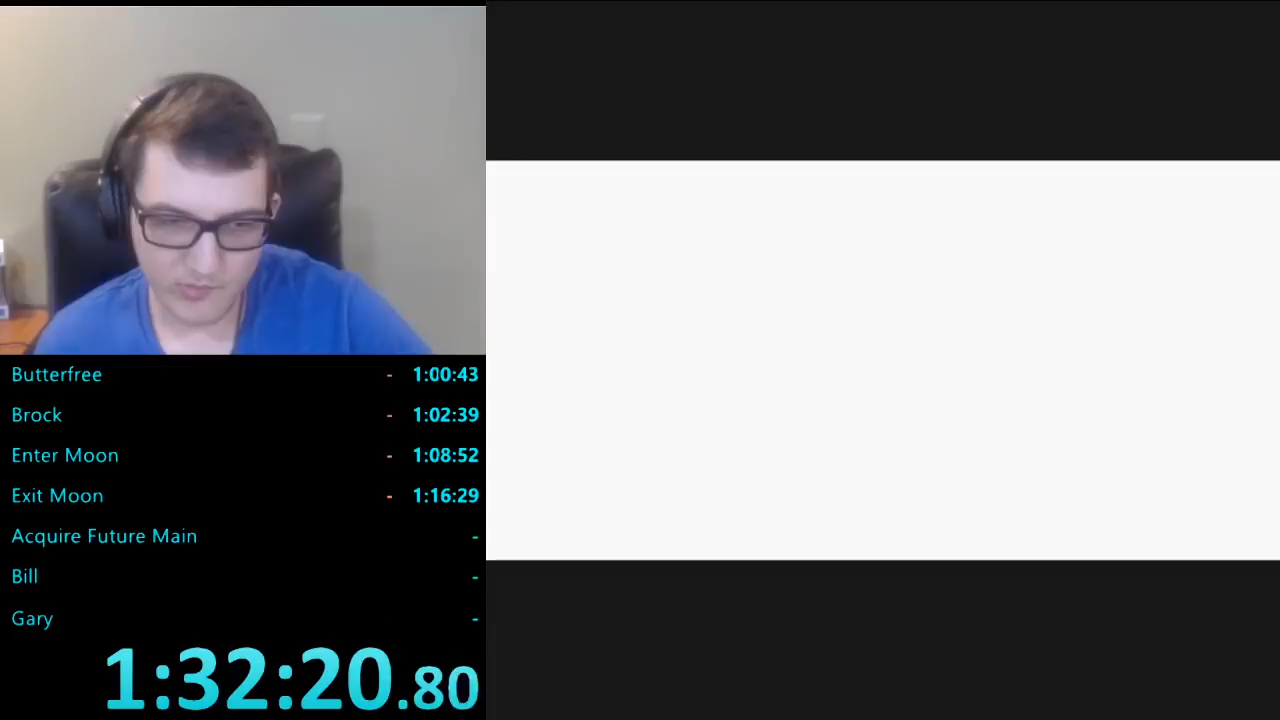 Butterfree - 1:00:43
Brock - 1:02:39
Enter Moon - 1:08:52
Exit Moon - 1:16:29
Acquire Future Main -
Bill -
Gary -
1:32:20.80